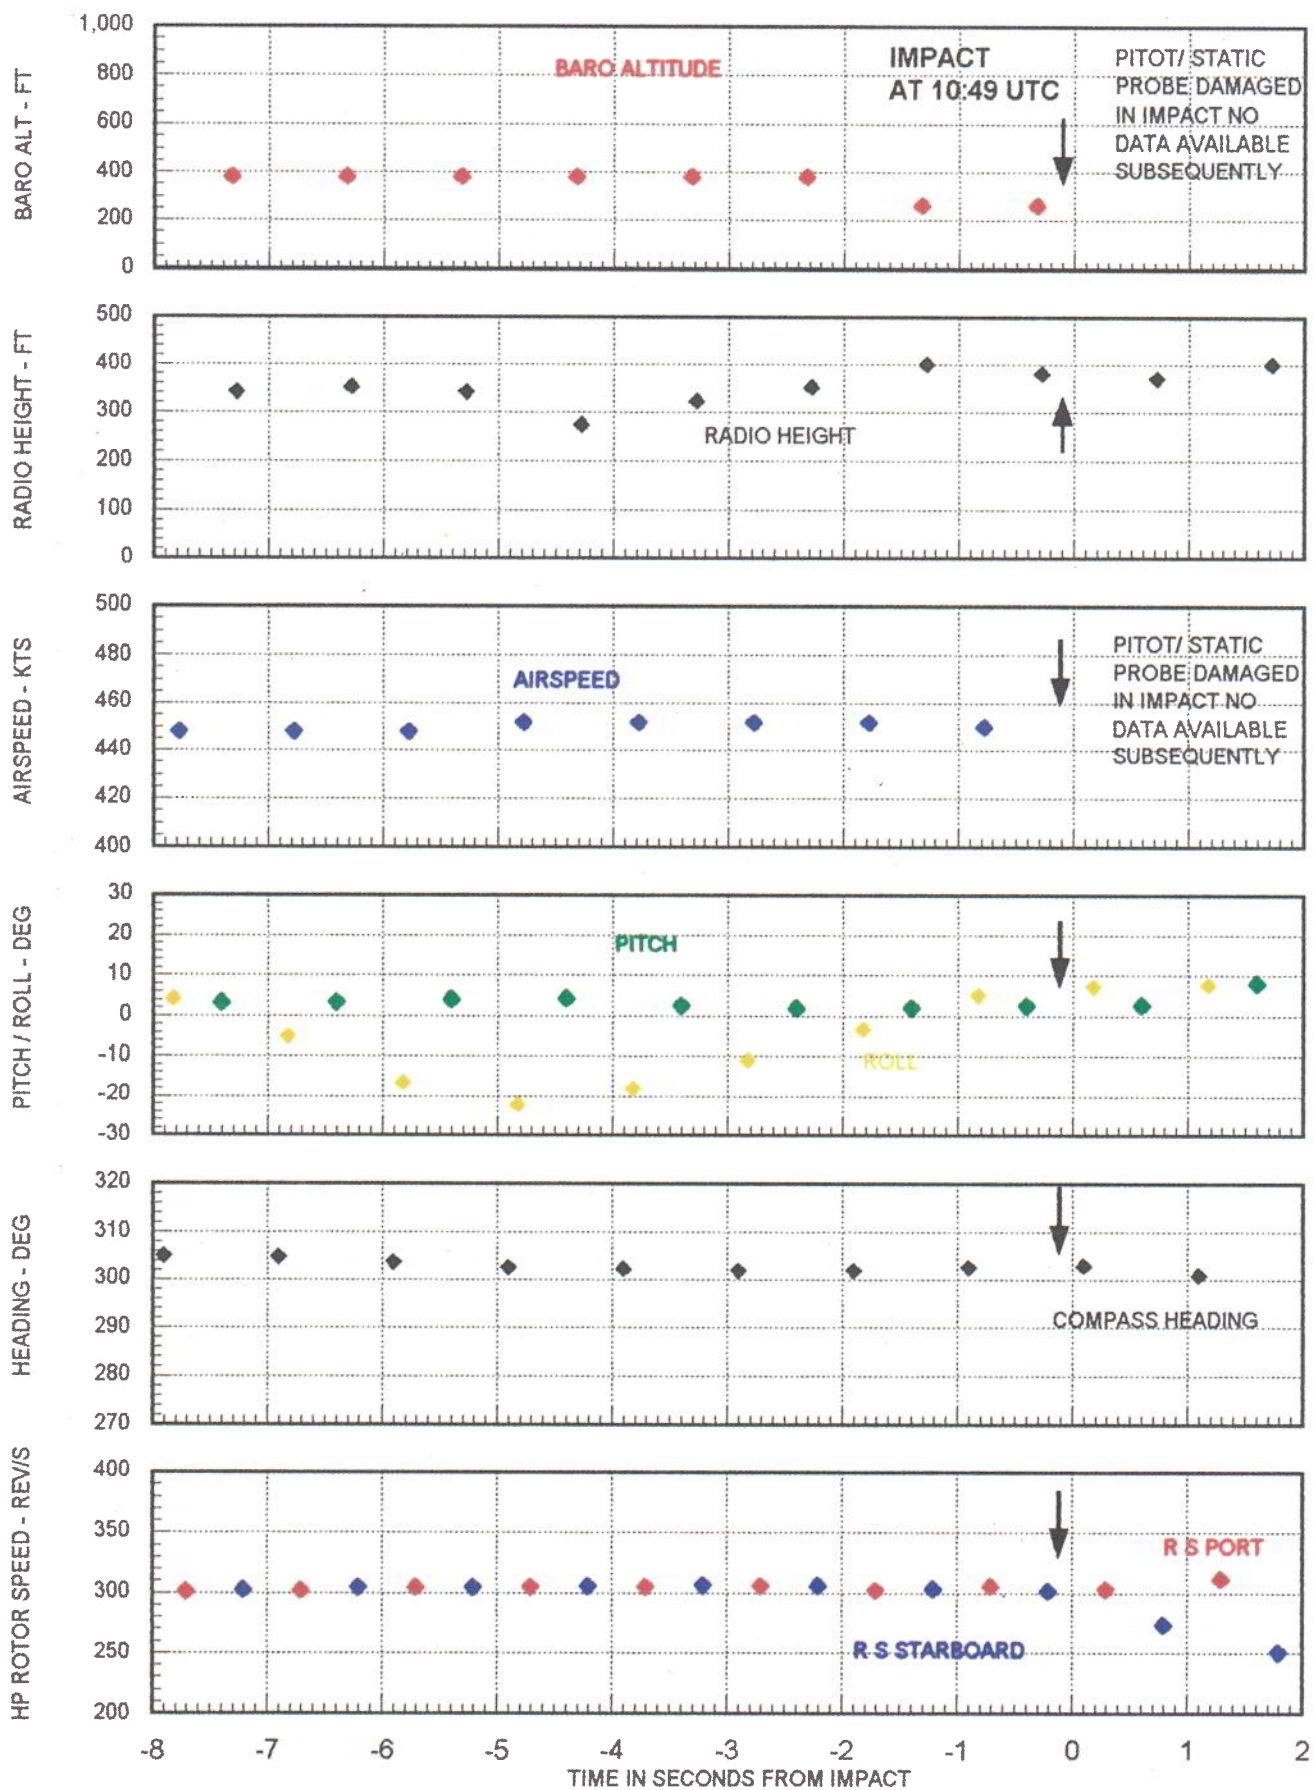 1,000
800
600
400
200
0
BARO ALT - FT
BARO ALTITUDE
IMPACT
AT 10:49 UTC
PITOT/ STATIC
PROBE DAMAGED
IN IMPACT NO
DATA AVAILABLE
SUBSEQUENTLY
500
400
300
200
100
0
RADIO HEIGHT - FT
RADIO HEIGHT
500
480
460
440
420
400
AIRSPEED - KTS
AIRSPEED
PITOT/ STATIC
PROBE DAMAGED
IN IMPACT NO
DATA AVAILABLE
SUBSEQUENTLY
30
20
10
0
-10
-20
-30
PITCH / ROLL - DEG
PITCH
ROLL
320
310
300
290
280
270
HEADING - DEG
COMPASS HEADING
400
350
300
250
200
HP ROTOR SPEED - REV/S
R S PORT
R S STARBOARD
-8 -7 -6 -5 -4 -3 -2 -1 0 1 2
TIME IN SECONDS FROM IMPACT